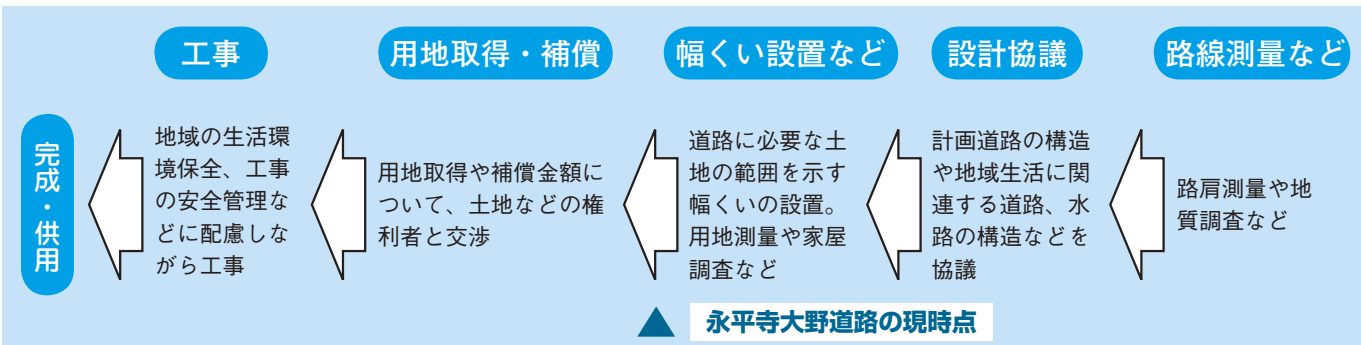 路線測量など
路肩測量や地
質調査など
設計協議
計画道路の構造
や地域生活に関
連する道路、水
路の構造などを
協議
幅くい設置など
道路に必要な土
地の範囲を示す
幅くいの設置。
用地測量や家屋
調査など
用地取得・補償
用地取得や補償金額に
ついて、土地などの権
利者と交渉
工事
地域の生活環
境保全、工事
の安全管理な
どに配慮しな
がら工事
完成・供用
永平寺大野道路の現時点